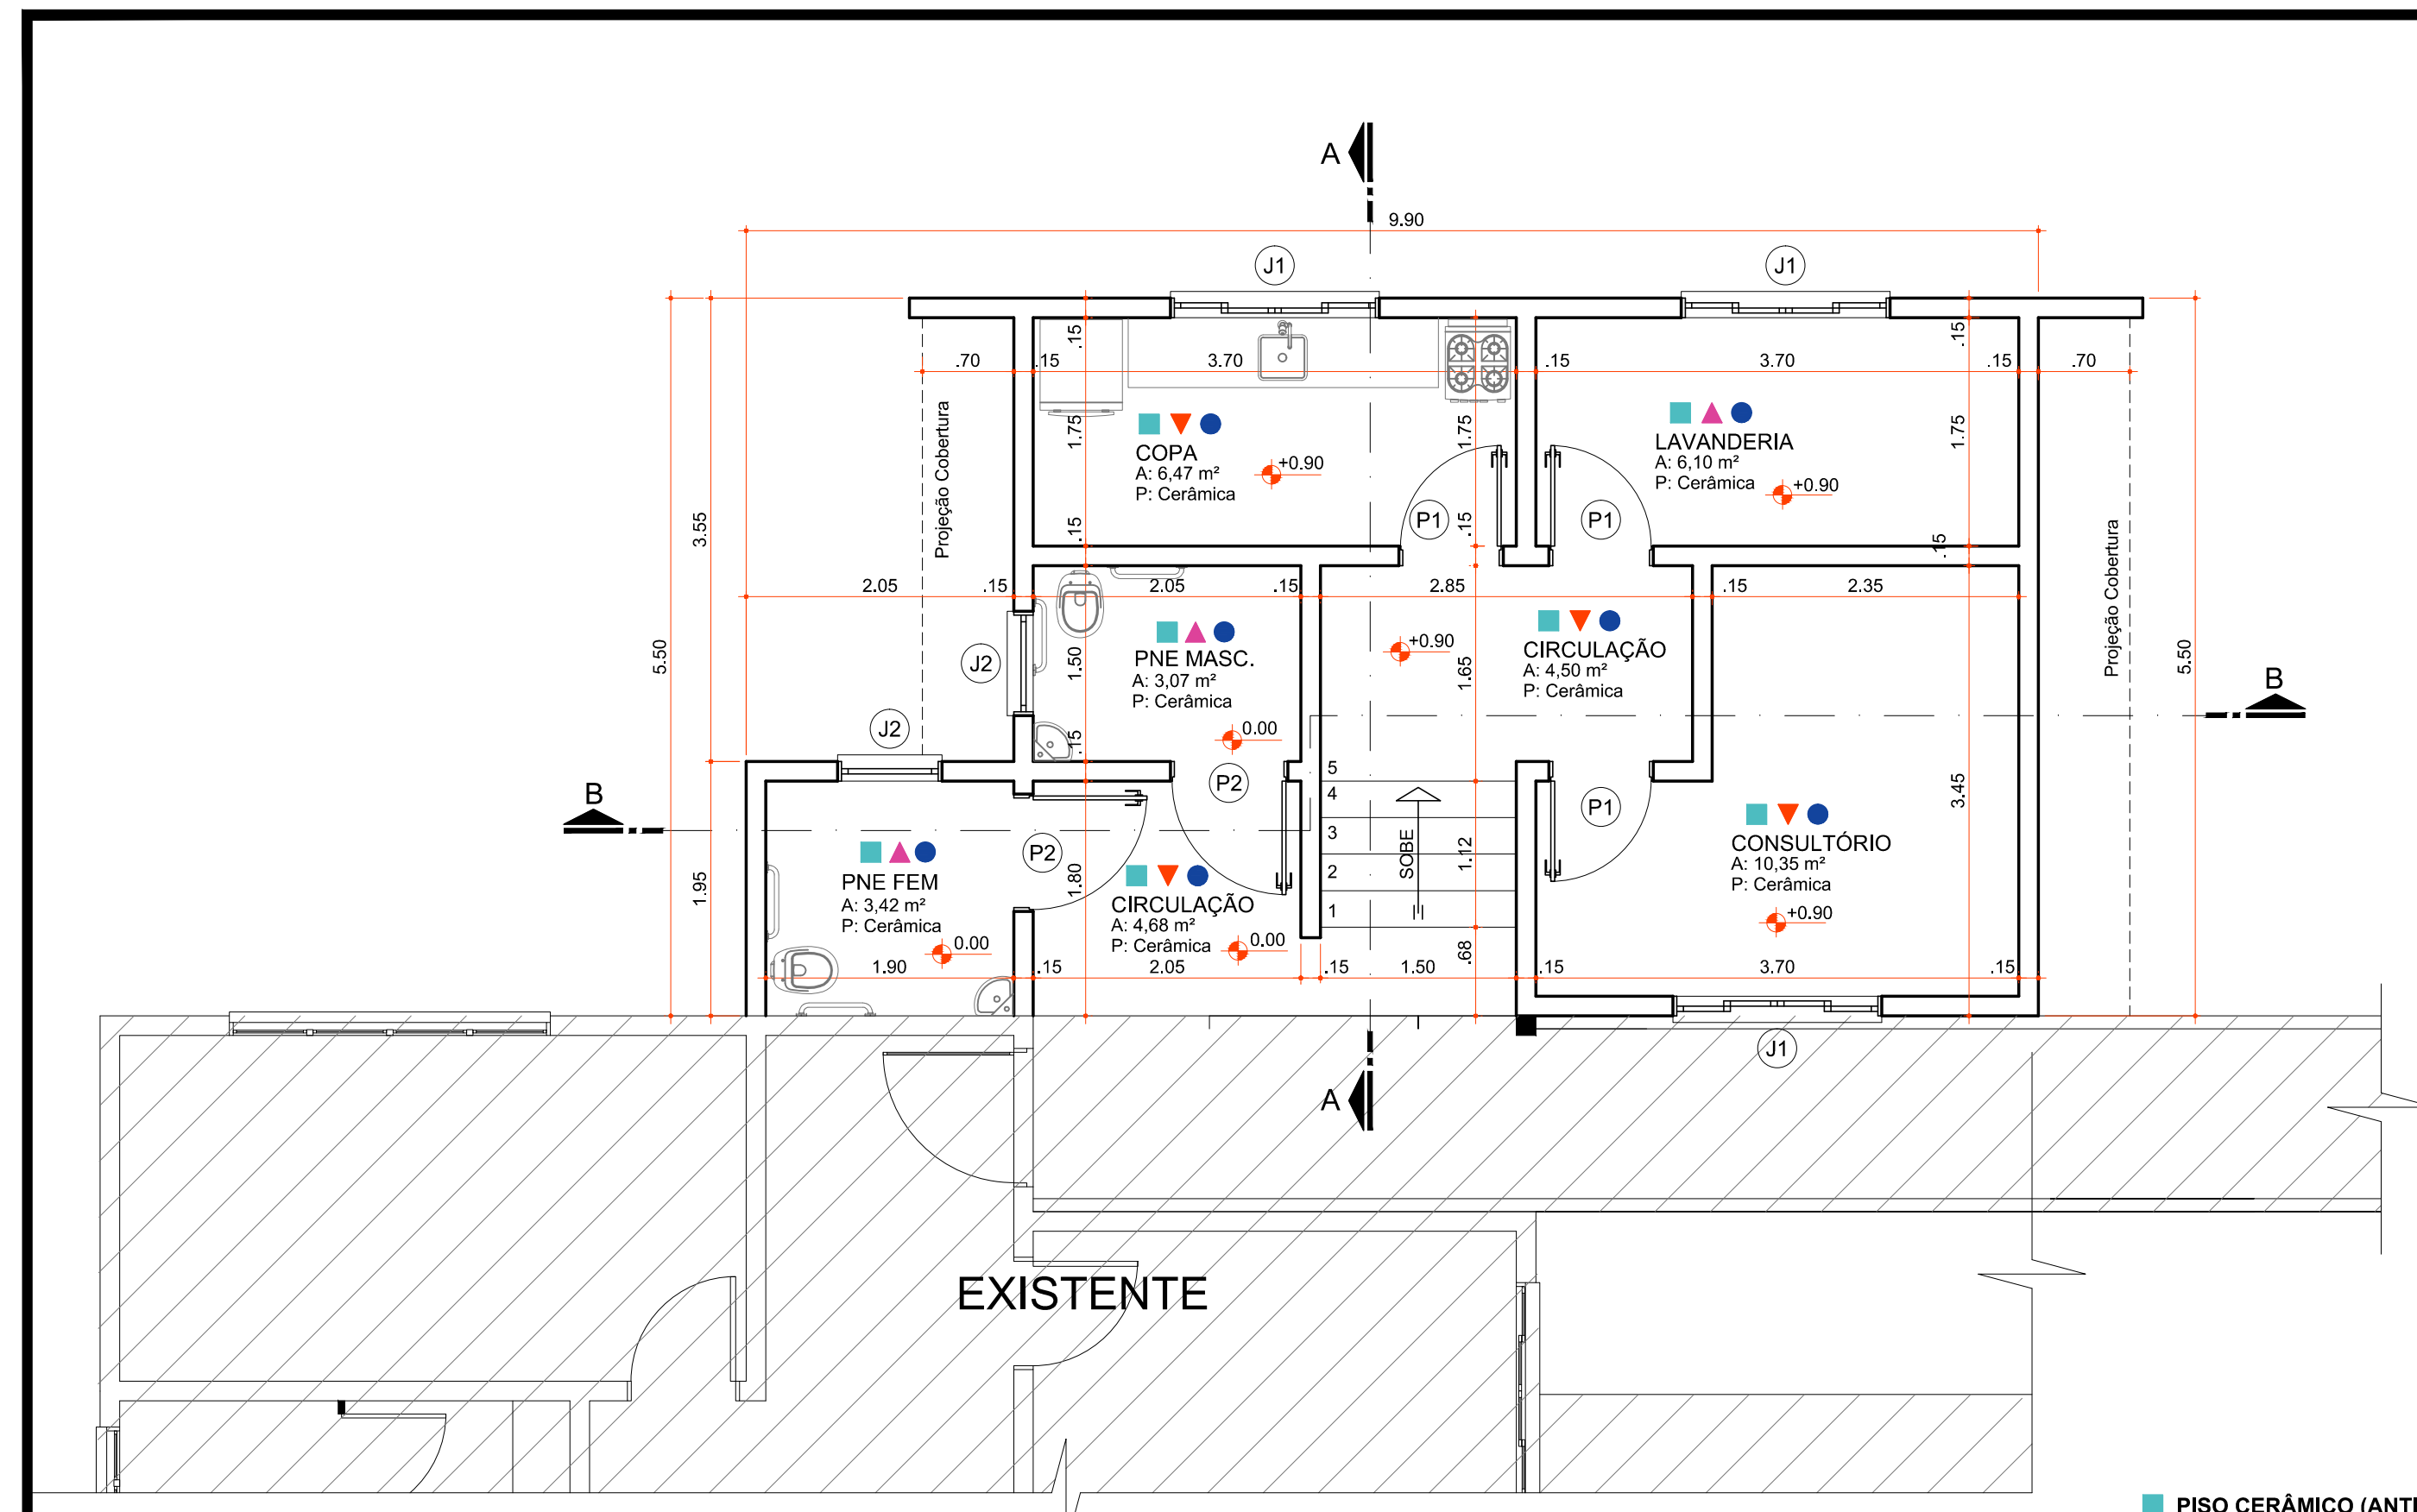 A
9.90
J1
J1
.15
.15
.70
.15
3.70
.15
3.70
.15
.70
Projeção Cobertura
1.75
1.75
1.75
COPA
A: 6,47 m²
P: Cerâmica
+0.90
LAVANDERIA
A: 6,10 m²
P: Cerâmica
+0.90
P1
P1
3.55
.15
.15
.15
Projeção Cobertura
2.05
.15
2.05
.15
2.85
.15
2.35
5.50
J2
1.50
PNE MASC.
A: 3,07 m²
P: Cerâmica
0.00
+0.90
1.65
CIRCULAÇÃO
A: 4,50 m²
P: Cerâmica
5.50
B
J2
.15
P2
5
4
3
2
1
SOBE
1.12
P1
3.45
B
1.95
PNE FEM
A: 3,42 m²
P: Cerâmica
0.00
P2
1.80
CIRCULAÇÃO
A: 4,68 m²
P: Cerâmica
0.00
CONSULTÓRIO
A: 10,35 m²
P: Cerâmica
+0.90
1.90
.15
2.05
.15
1.50
.68
.15
3.70
.15
J1
A
EXISTENTE
PISO CERÂMICO (ANT